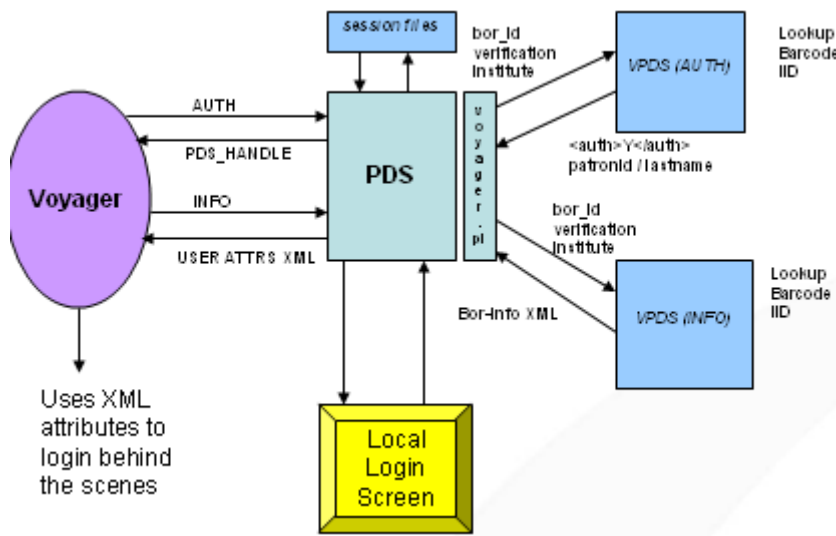 session files
bor_id
verification
institute
VPDS (AUTH)
Lookup
Barcode
IID
AUTH
PDS_HANDLE
Voyager
INFO
USER ATTRS XML
PDS
voyager.pl
<auth>Y</auth>
patronId / lastname
bor_id
verification
institute
Bor-Info XML
VPDS (INFO)
Lookup
Barcode
IID
Uses XML
attributes to
login behind
the scenes
Local
Login
Screen